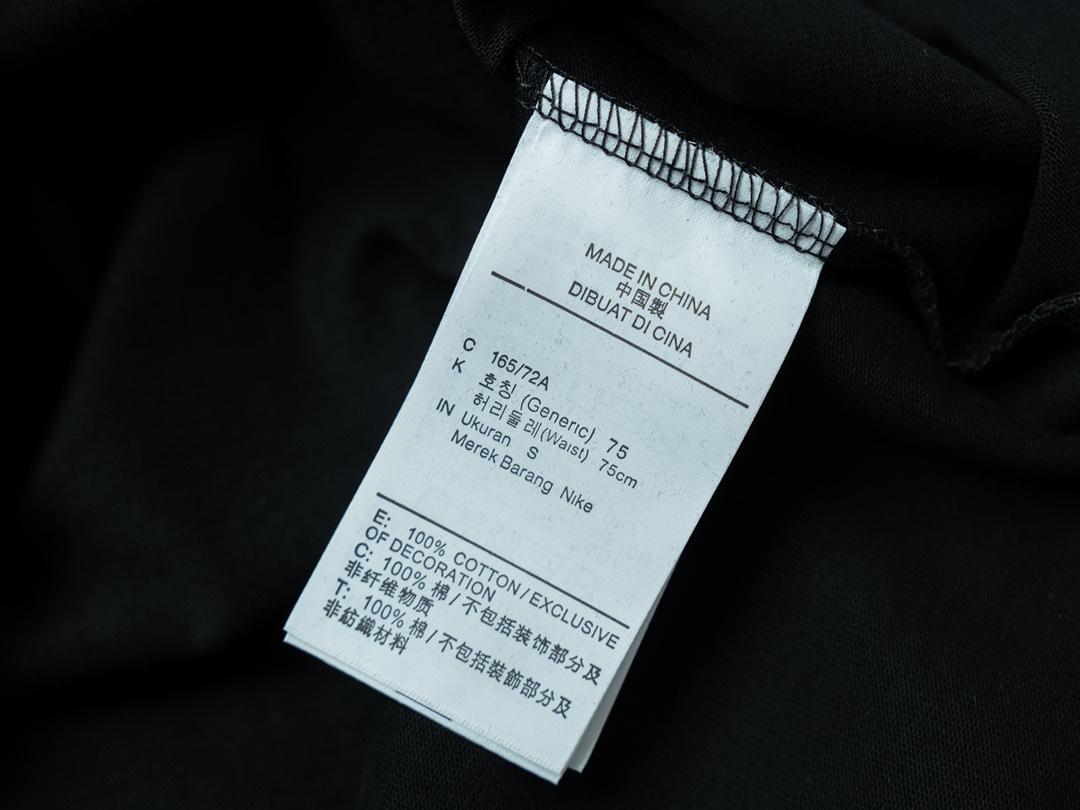 MADE IN CHINA
中国製
DIBUAT DI CINA
C 165/72A
K 호칭 (Generic) 75
허리둘레(Waist) 75cm
IN Ukuran S
Merek Barang Nike
E: 100% COTTON / EXCLUSIVE
OF DECORATION
C: 100% 棉 / 不包括装饰部分及
非纤维物质
T: 100% 棉 / 不包括裝飾部分及
非紡織材料